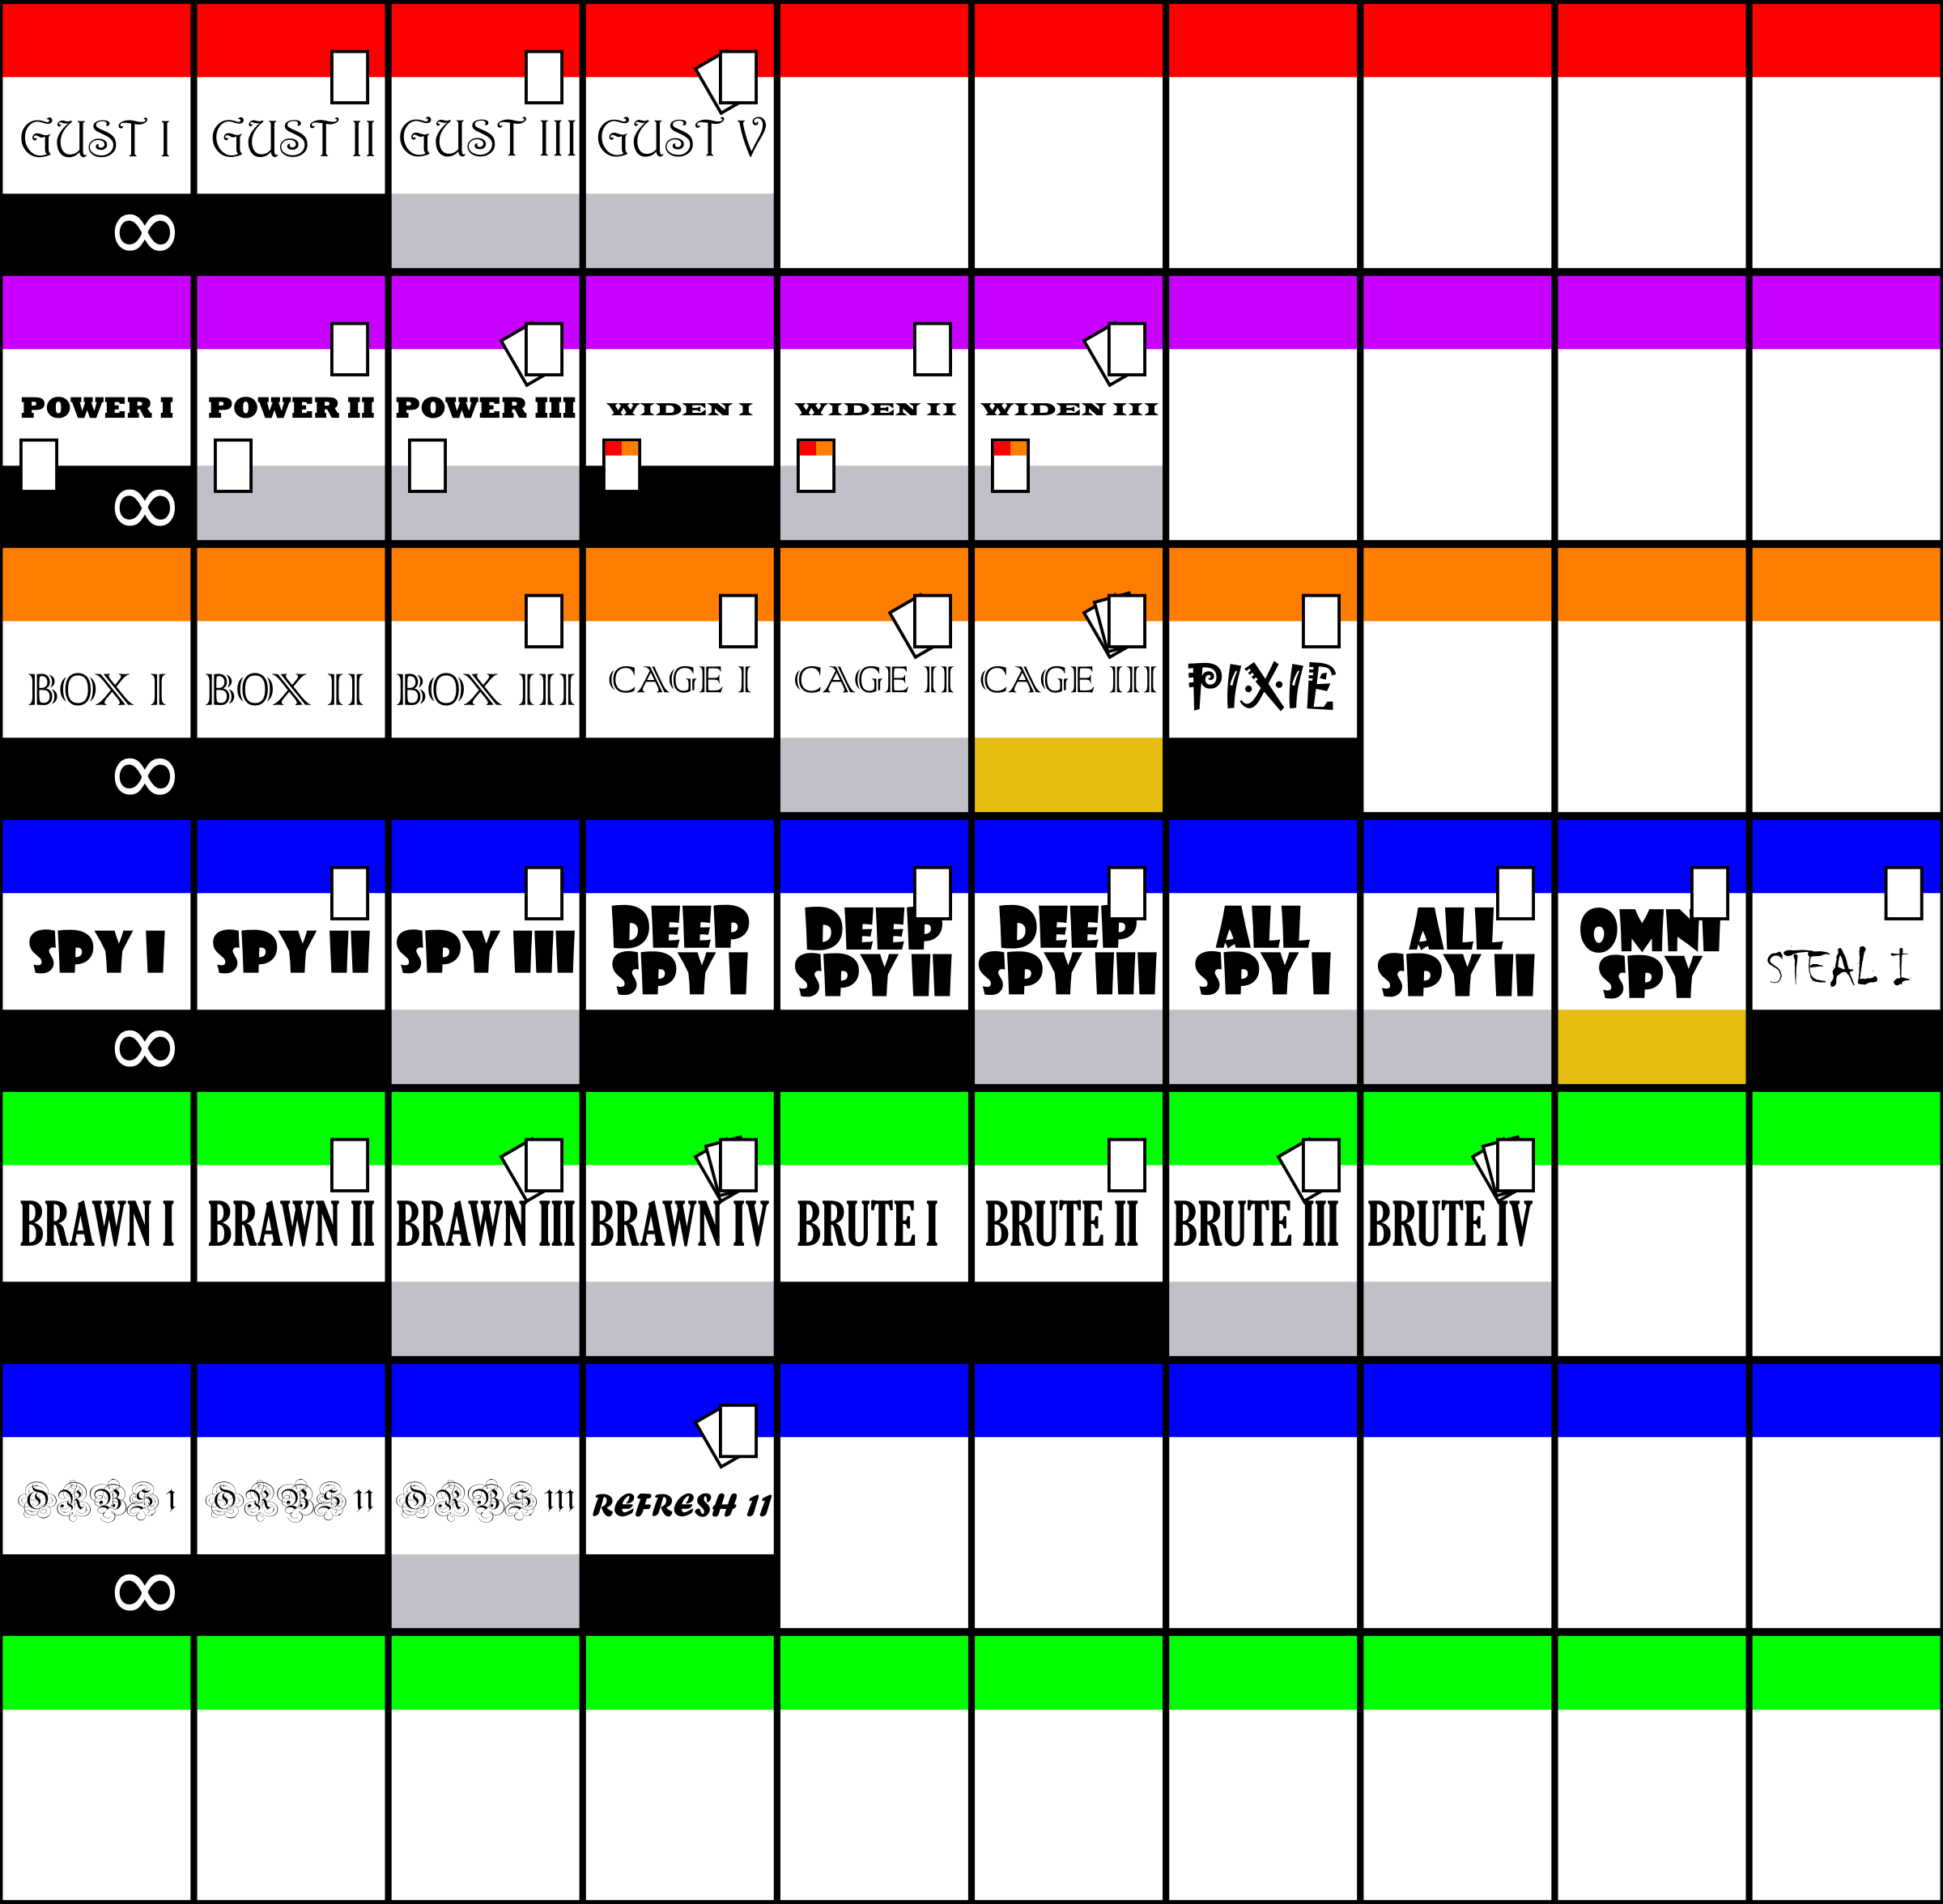 GUST I
GUST II
GUST III
GUST V
∞
POWER I
POWER II
POWER III
WIDEN I
WIDEN II
WIDEN III
∞
BOX I
BOX II
BOX III
CAGE I
CAGE II
CAGE III
PIXIE
∞
SPY I
SPY II
SPY III
DEEP
SPY I
DEEP
SPY II
DEEP
SPY III
ALL
SPY I
ALL
SPY II
OMNI
SPY
STEAL I
∞
BRAWN I
BRAWN II
BRAWN III
BRAWN IV
BRUTE I
BRUTE II
BRUTE III
BRUTE IV
ORBS I
ORBS II
ORBS III
REFRESH II
∞